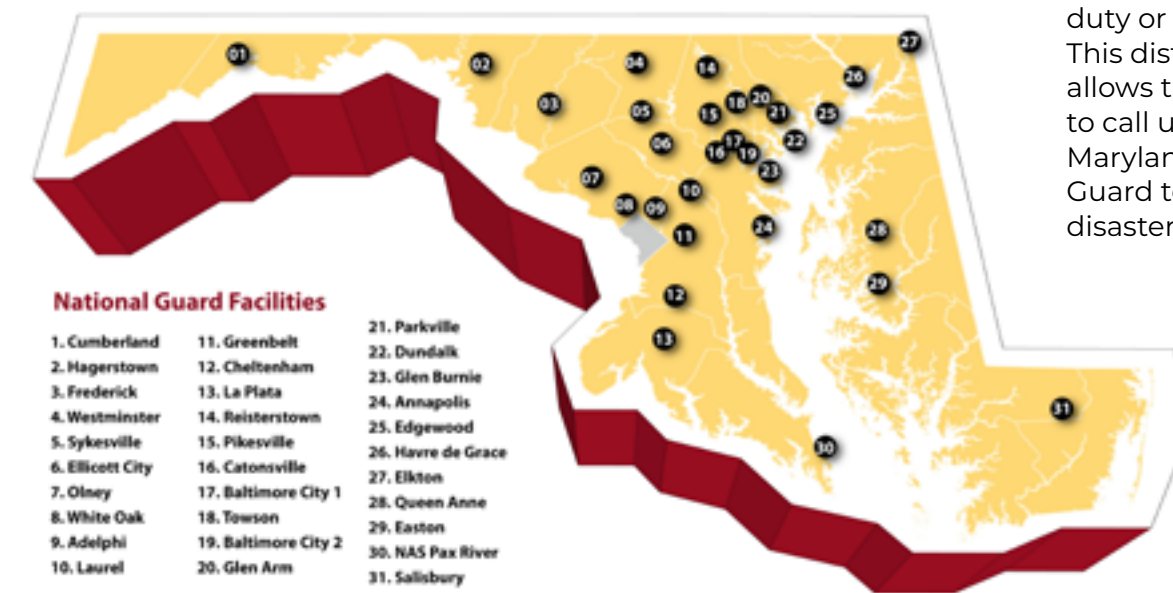 01
02
03
04
05
06
07
08
09
10
11
12
13
14
15
16
17
18
19
20
21
22
23
24
25
26
27
28
29
30
31
National Guard Facilities
1. Cumberland
2. Hagerstown
3. Frederick
4. Westminster
5. Sykesville
6. Ellicott City
7. Olney
8. White Oak
9. Adelphi
10. Laurel
11. Greenbelt
12. Cheltenham
13. La Plata
14. Reisterstown
15. Pikesville
16. Catonsville
17. Baltimore City 1
18. Towson
19. Baltimore City 2
20. Glen Arm
21. Parkville
22. Dundalk
23. Glen Burnie
24. Annapolis
25. Edgewood
26. Havre de Grace
27. Elkton
28. Queen Anne
29. Easton
30. NAS Pax River
31. Salisbury
duty or
This dis
allows t
to call u
Marylan
Guard t
disaster